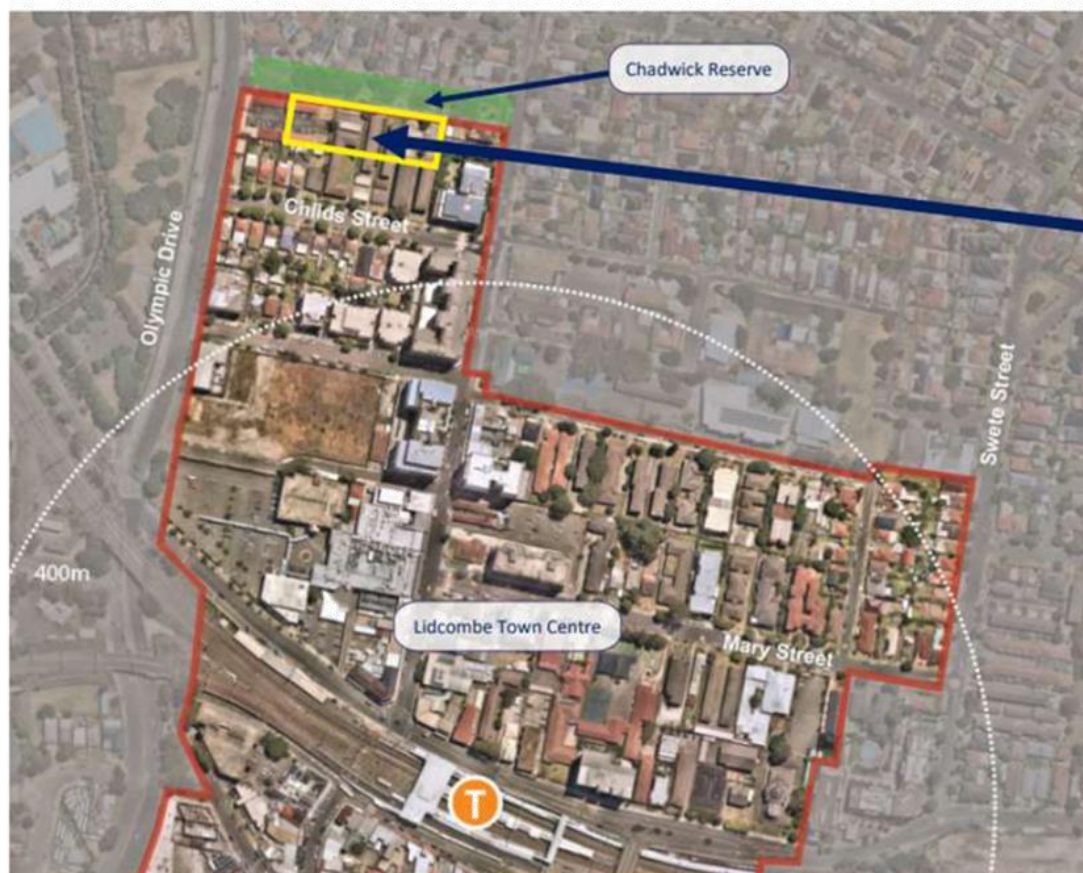 Chadwick Reserve
Childs Street
Olympic Drive
Swete Street
400m
Lidcombe Town Centre
Mary Street
T